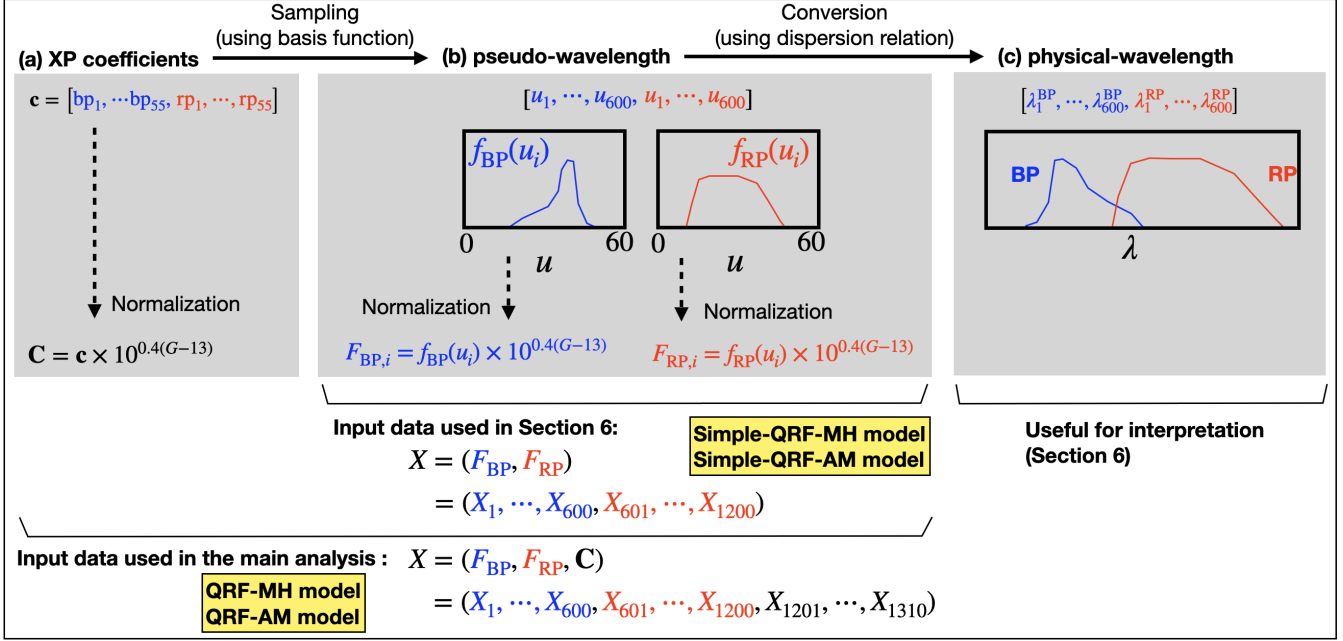 Sampling
(using basis function)
Conversion
(using dispersion relation)
(a) XP coefficients
(b) pseudo-wavelength
(c) physical-wavelength
c = [bp₁, ⋯bp₅₅, rp₁, ⋯, rp₅₅]
[u₁, ⋯, u₆₀₀, u₁, ⋯, u₆₀₀]
[λ₁^BP, ⋯, λ₆₀₀^BP, λ₁^RP, ⋯, λ₆₀₀^RP]
f_BP(u_i)
f_RP(u_i)
BP
RP
0 60
u
0 60
u
λ
Normalization
Normalization
Normalization
C = c × 10^0.4(G−13)
F_BP,i = f_BP(u_i) × 10^0.4(G−13)
F_RP,i = f_RP(u_i) × 10^0.4(G−13)
Input data used in Section 6:
Simple-QRF-MH model
Simple-QRF-AM model
X = (F_BP, F_RP)
= (X₁, ⋯, X₆₀₀, X₆₀₁, ⋯, X₁₂₀₀)
Useful for interpretation
(Section 6)
Input data used in the main analysis :
X = (F_BP, F_RP, C)
= (X₁, ⋯, X₆₀₀, X₆₀₁, ⋯, X₁₂₀₀, X₁₂₀₁, ⋯, X₁₃₁₀)
QRF-MH model
QRF-AM model